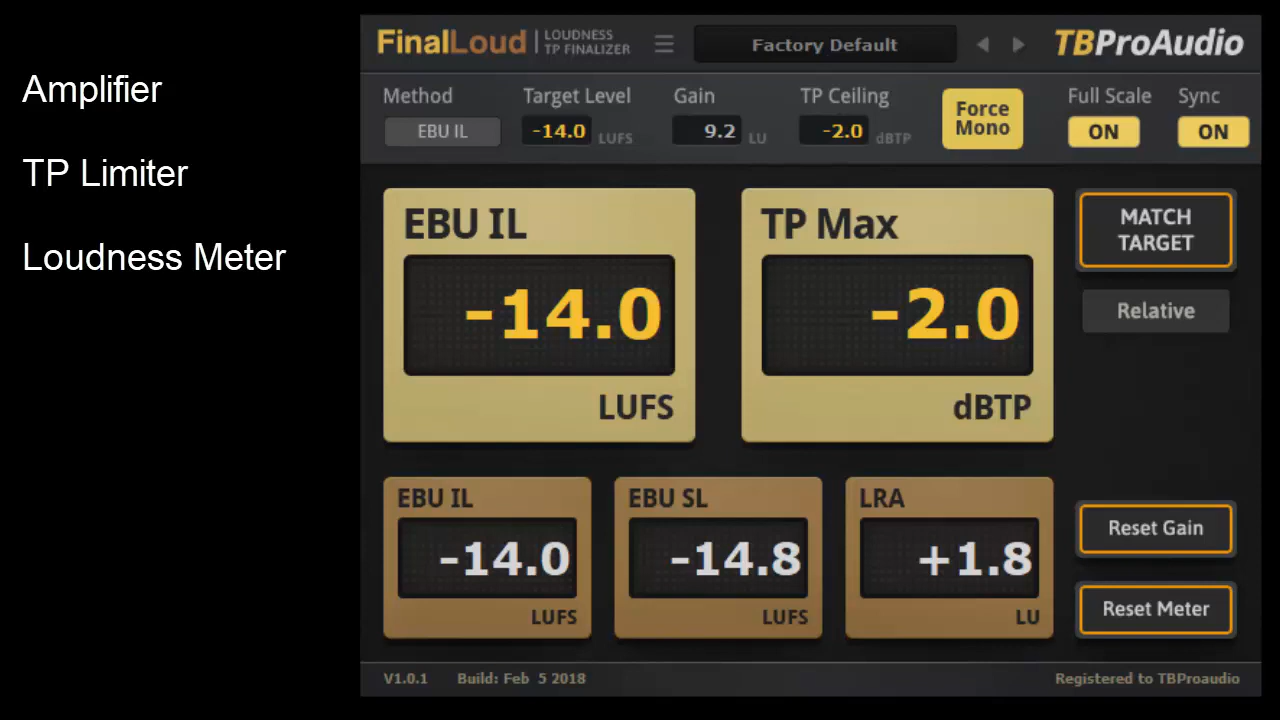 Amplifier
TP Limiter
Loudness Meter
FinalLoud LOUDNESS TP FINALIZER
Factory Default
TBProAudio
Method
Target Level
Gain
TP Ceiling
Force Mono
Full Scale
Sync
EBU IL
-14.0 LUFS
9.2 LU
-2.0 dBTP
ON
ON
EBU IL
-14.0
LUFS
TP Max
-2.0
dBTP
MATCH
TARGET
Relative
EBU IL
-14.0
LUFS
EBU SL
-14.8
LUFS
LRA
+1.8
LU
Reset Gain
Reset Meter
V1.0.1 Build: Feb 5 2018
Registered to TBProaudio